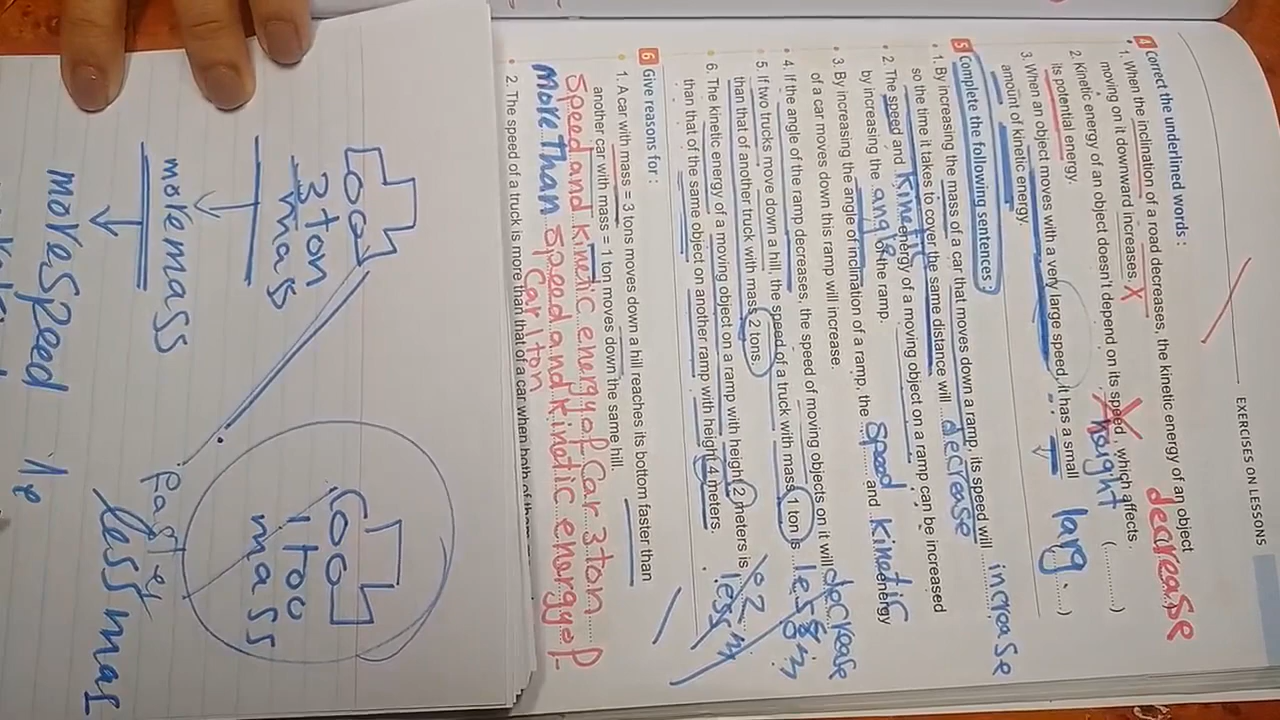 EXERCISES ON LESSONS
4 Correct the underlined words :
1. When the inclination of a road decreases, the kinetic energy of an object
moving on it downward increases. X decrease
2. Kinetic energy of an object doesn't depend on its speed, which affects
its potential energy. height (............)
3. When an object moves with a very large speed, it has a small
amount of kinetic energy. larg (............)
5 Complete the following sentences :
1. By increasing the mass of a car that moves down a ramp, its speed will increase
so the time it takes to cover the same distance will decrease
2. The speed and kinetic energy of a moving object on a ramp can be increased
by increasing the angle of the ramp.
3. By increasing the angle of inclination of a ramp, the speed and kinetic energy
of a car moves down this ramp will increase.
4. If the angle of the ramp decreases, the speed of moving objects on it will decrease
5. If two trucks move down a hill, the speed of a truck with mass 1 ton is less
than that of another truck with mass 2 tons.
6. The kinetic energy of a moving object on a ramp with height 2 meters is less
than that of the same object on another ramp with height 4 meters.
6 Give reasons for :
1. A car with mass = 3 tons moves down a hill reaches its bottom faster than
another car with mass = 1 ton moves down the same hill.
Speed and kinetic energy of Car 3 ton
more than Speed and kinetic energy of
Car 1 ton
2. The speed of a truck is more than that of a car when both of them
3 ton
mass
1 too
mass
more mass
faster
less mas
more speed